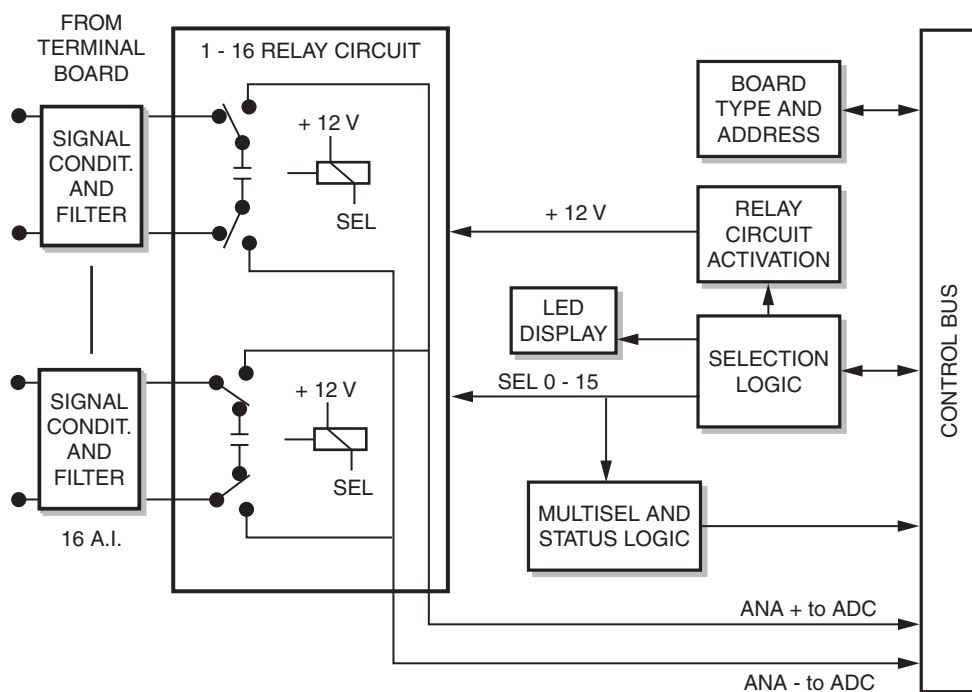 FROM
TERMINAL
BOARD
1 - 16 RELAY CIRCUIT
SIGNAL
CONDIT.
AND
FILTER
+ 12 V
SEL
SIGNAL
CONDIT.
AND
FILTER
16 A.I.
+ 12 V
SEL
BOARD
TYPE AND
ADDRESS
+ 12 V
RELAY
CIRCUIT
ACTIVATION
LED
DISPLAY
SELECTION
LOGIC
SEL 0 - 15
MULTISEL AND
STATUS LOGIC
CONTROL BUS
ANA + to ADC
ANA - to ADC